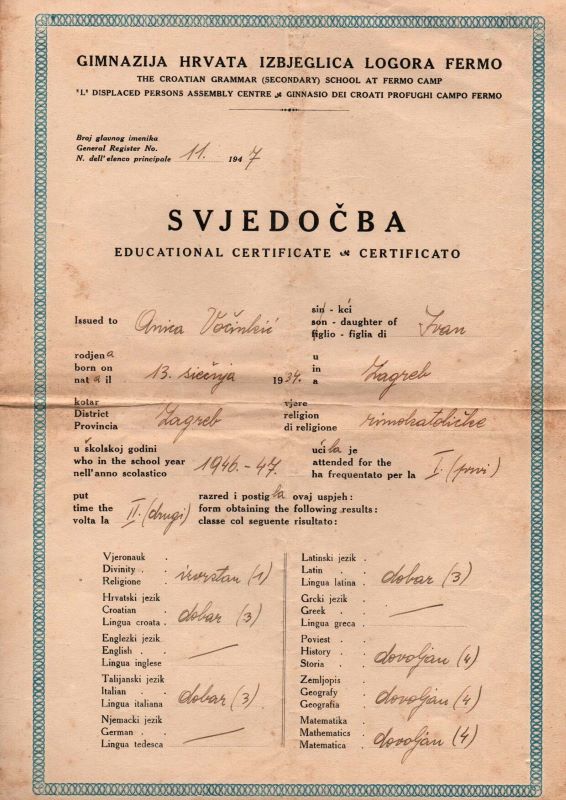 GIMNAZIJA HRVATA IZBJEGLICA LOGORA FERMO
THE CROATIAN GRAMMAR (SECONDARY) SCHOOL AT FERMO CAMP
"L" DISPLACED PERSONS ASSEMBLY CENTRE GINNASIO DEI CROATI PROFUGHI CAMPO FERMO
Broj glavnog imenika
General Register No.
N. dell'elenco principale 11. 1947
SVJEDOČBA
EDUCATIONAL CERTIFICATE CERTIFICATO
Issued to Anica
sin - kći
son - daughter of
figlio - figlia di Ivan
rodjena
born on
nata il 13. siečnja 1934.
u
in
a Zagreb
kotar
District
Provincia Zagreb
vjere
religion
di religione rimokatoličke
u školskoj godini
who in the school year
nell'anno scolastico 1946-47.
učila je
attended for the
ha frequentato per la I. (prvi)
put
time the
volta la II. (drugi)
razred i postigla ovaj uspjeh:
form obtaining the following results:
classe col seguente risultato:
Vjeronauk
Divinity
Religione izvrstan (1)
Hrvatski jezik
Croatian
Lingua croata dobar (3)
Englezki jezik
English
Lingua inglese —
Talijanski jezik
Italian
Lingua italiana dobar (3)
Njemački jezik
German
Lingua tedesca —
Latinski jezik
Latin
Lingua latina dobar (3)
Grcki jezik
Greek
Lingua greca —
Poviest
History
Storia dovoljan (4)
Zemljopis
Geografy
Geografia dovoljan (4)
Matematika
Mathematics
Matematica dovoljan (4)